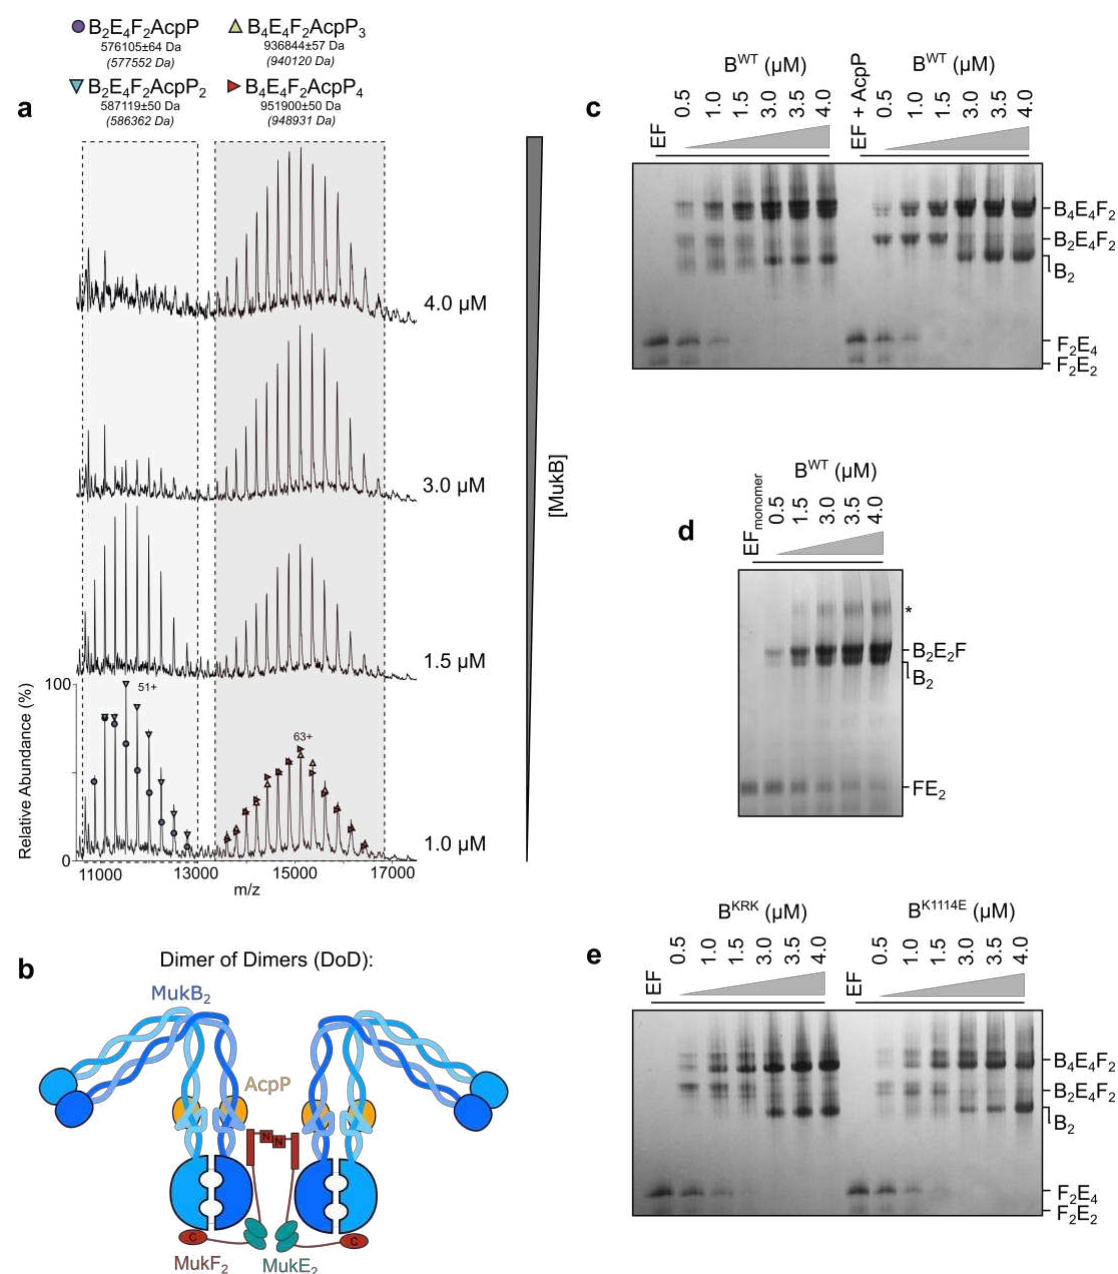 B₂E₄F₂AcpP
576105±64 Da
(577552 Da)
B₄E₄F₂AcpP₃
936844±57 Da
(940120 Da)
B₂E₄F₂AcpP₂
587119±50 Da
(586362 Da)
B₄E₄F₂AcpP₄
951900±50 Da
(948931 Da)
a
4.0 µM
3.0 µM
1.5 µM
1.0 µM
[MukB]
100
51+
63+
0
Relative Abundance (%)
11000 13000 15000 17000
m/z
b
Dimer of Dimers (DoD):
MukB₂
AcpP
N N
C C
MukF₂ MukE₂
c
Bᵂᵀ (µM) Bᵂᵀ (µM)
EF 0.5 1.0 1.5 3.0 3.5 4.0 EF + AcpP 0.5 1.0 1.5 3.0 3.5 4.0
B₄E₄F₂
B₂E₄F₂
B₂
F₂E₄
F₂E₂
d
Bᵂᵀ (µM)
EFmonomer 0.5 1.5 3.0 3.5 4.0
*
B₂E₂F
B₂
FE₂
e
Bᴷᴿᴷ (µM) Bᴷ¹¹¹⁴ᴱ (µM)
EF 0.5 1.0 1.5 3.0 3.5 4.0 EF 0.5 1.0 1.5 3.0 3.5 4.0
B₄E₄F₂
B₂E₄F₂
B₂
F₂E₄
F₂E₂